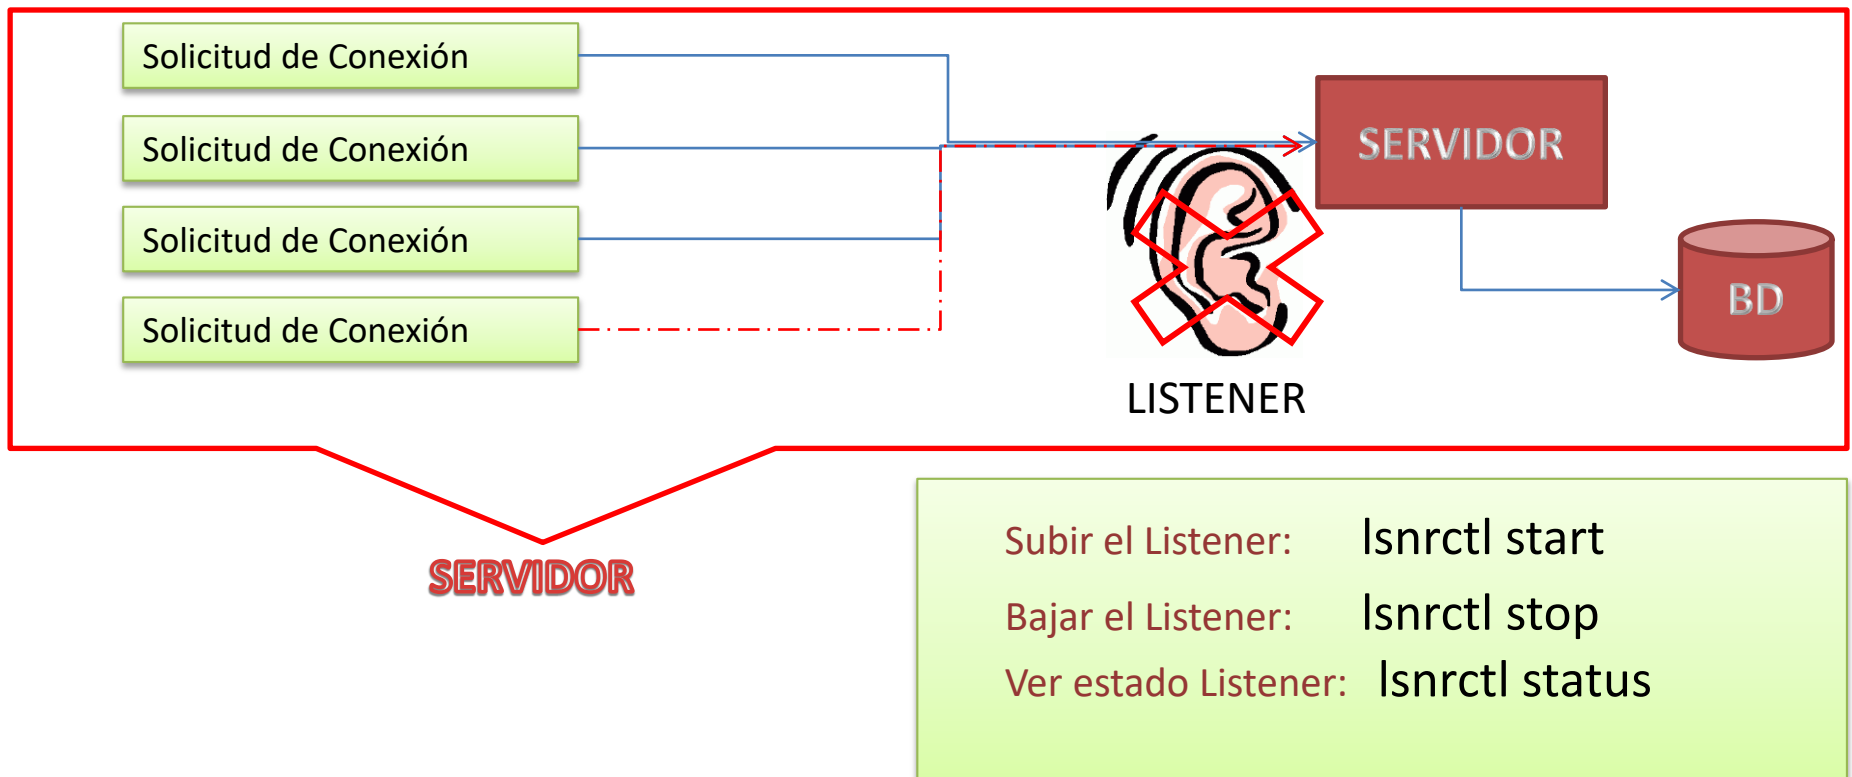 Solicitud de Conexión
Solicitud de Conexión
Solicitud de Conexión
Solicitud de Conexión
SERVIDOR
BD
LISTENER
SERVIDOR
Subir el Listener: lsnrctl start
Bajar el Listener: lsnrctl stop
Ver estado Listener: lsnrctl status